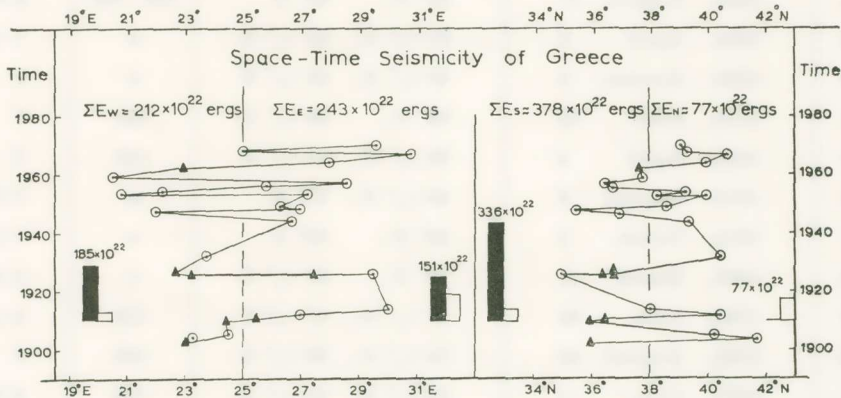 19°E 21° 23° 25° 27° 29° 31°E 34°N 36° 38° 40° 42°N
Space-Time Seismicity of Greece
Time Time
ΣEw=212×10²² ergs ΣEE=243×10²² ergs ΣEs=378×10²² ergs ΣEN=77×10²² ergs
1980 1980
1960 1960
336×10²²
1940 1940
185×10²² 151×10²² 77×10²²
1920 1920
1900 1900
19°E 21° 23° 25° 27° 29° 31°E 34°N 36° 38° 40° 42°N